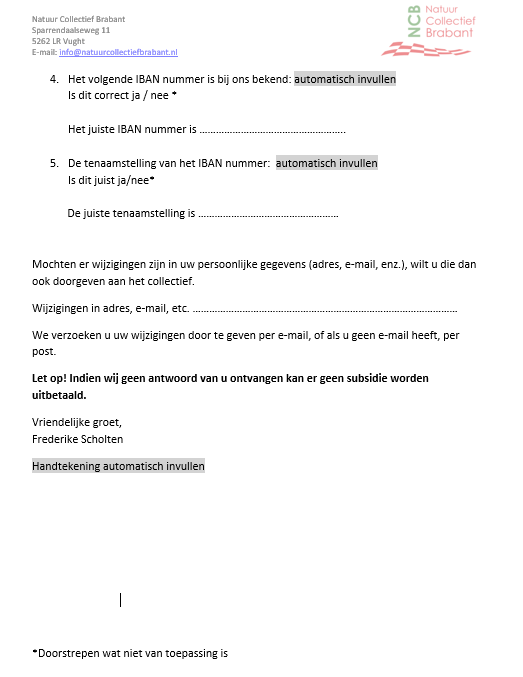 Natuur Collectief Brabant
Sparrendaalseweg 11
5262 LR Vught
E-mail: info@natuurcollectiefbrabant.nl
NCB
Natuur
Collectief
Brabant
4. Het volgende IBAN nummer is bij ons bekend: automatisch invullen
Is dit correct ja / nee *
Het juiste IBAN nummer is ……………………………………..
5. De tenaamstelling van het IBAN nummer: automatisch invullen
Is dit juist ja/nee*
De juiste tenaamstelling is ……………………………………
Mochten er wijzigingen zijn in uw persoonlijke gegevens (adres, e-mail, enz.), wilt u die dan
ook doorgeven aan het collectief.
Wijzigingen in adres, e-mail, etc. ……………………………………………………………………
We verzoeken u uw wijzigingen door te geven per e-mail, of als u geen e-mail heeft, per
post.
Let op! Indien wij geen antwoord van u ontvangen kan er geen subsidie worden
uitbetaald.
Vriendelijke groet,
Frederike Scholten
Handtekening automatisch invullen
*Doorstrepen wat niet van toepassing is